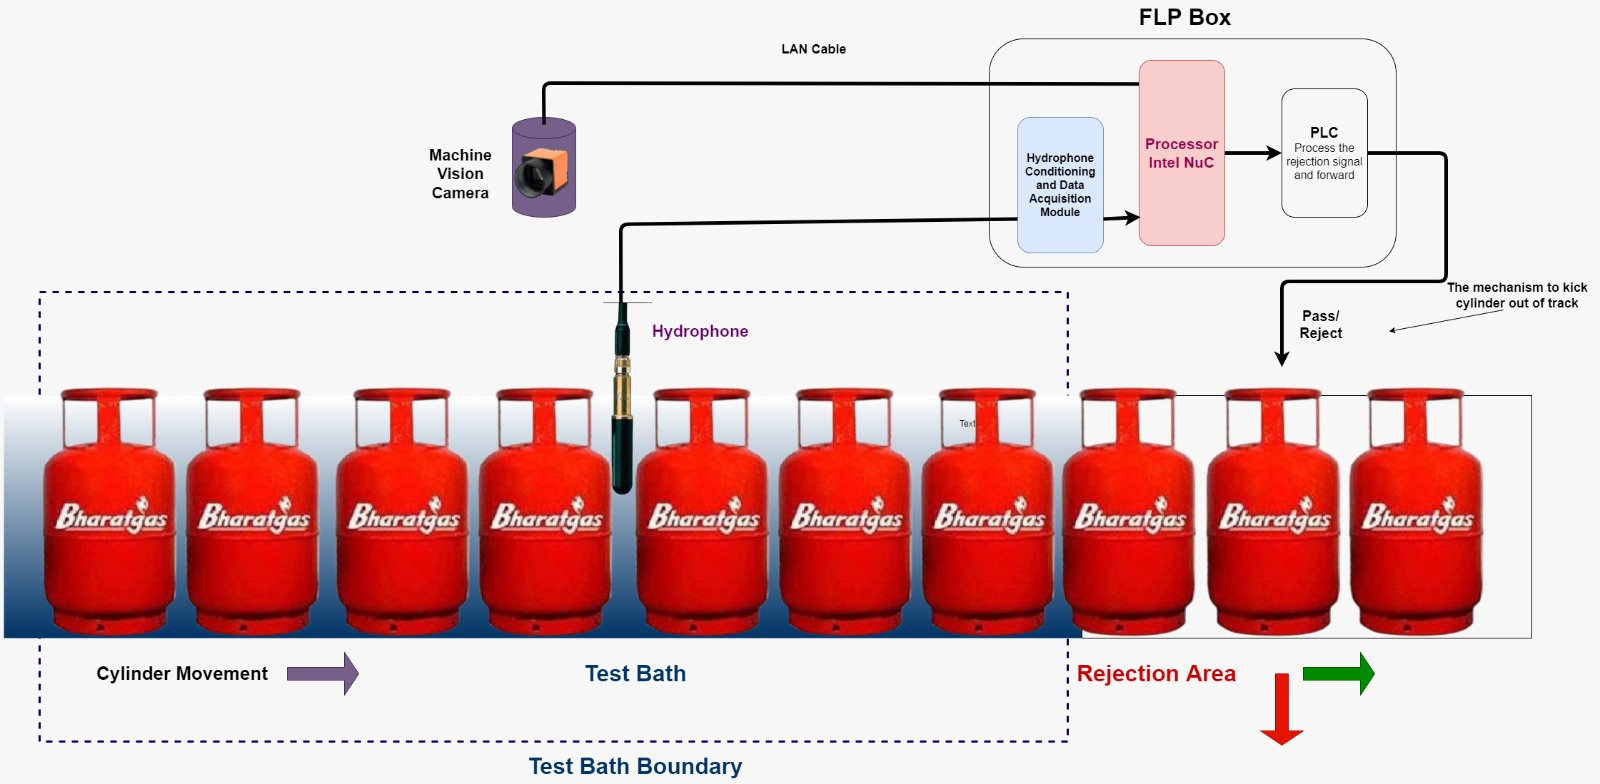 FLP Box
LAN Cable
Machine
Vision
Camera
Hydrophone
Conditioning
and Data
Acquisition
Module
Processor
Intel NuC
PLC
Process the
rejection signal
and forward
The mechanism to kick
cylinder out of track
Pass/
Reject
Hydrophone
Text
Bharatgas
Bharatgas
Bharatgas
Bharatgas
Bharatgas
Bharatgas
Bharatgas
Bharatgas
Bharatgas
Bharatgas
Cylinder Movement
Test Bath
Rejection Area
Test Bath Boundary